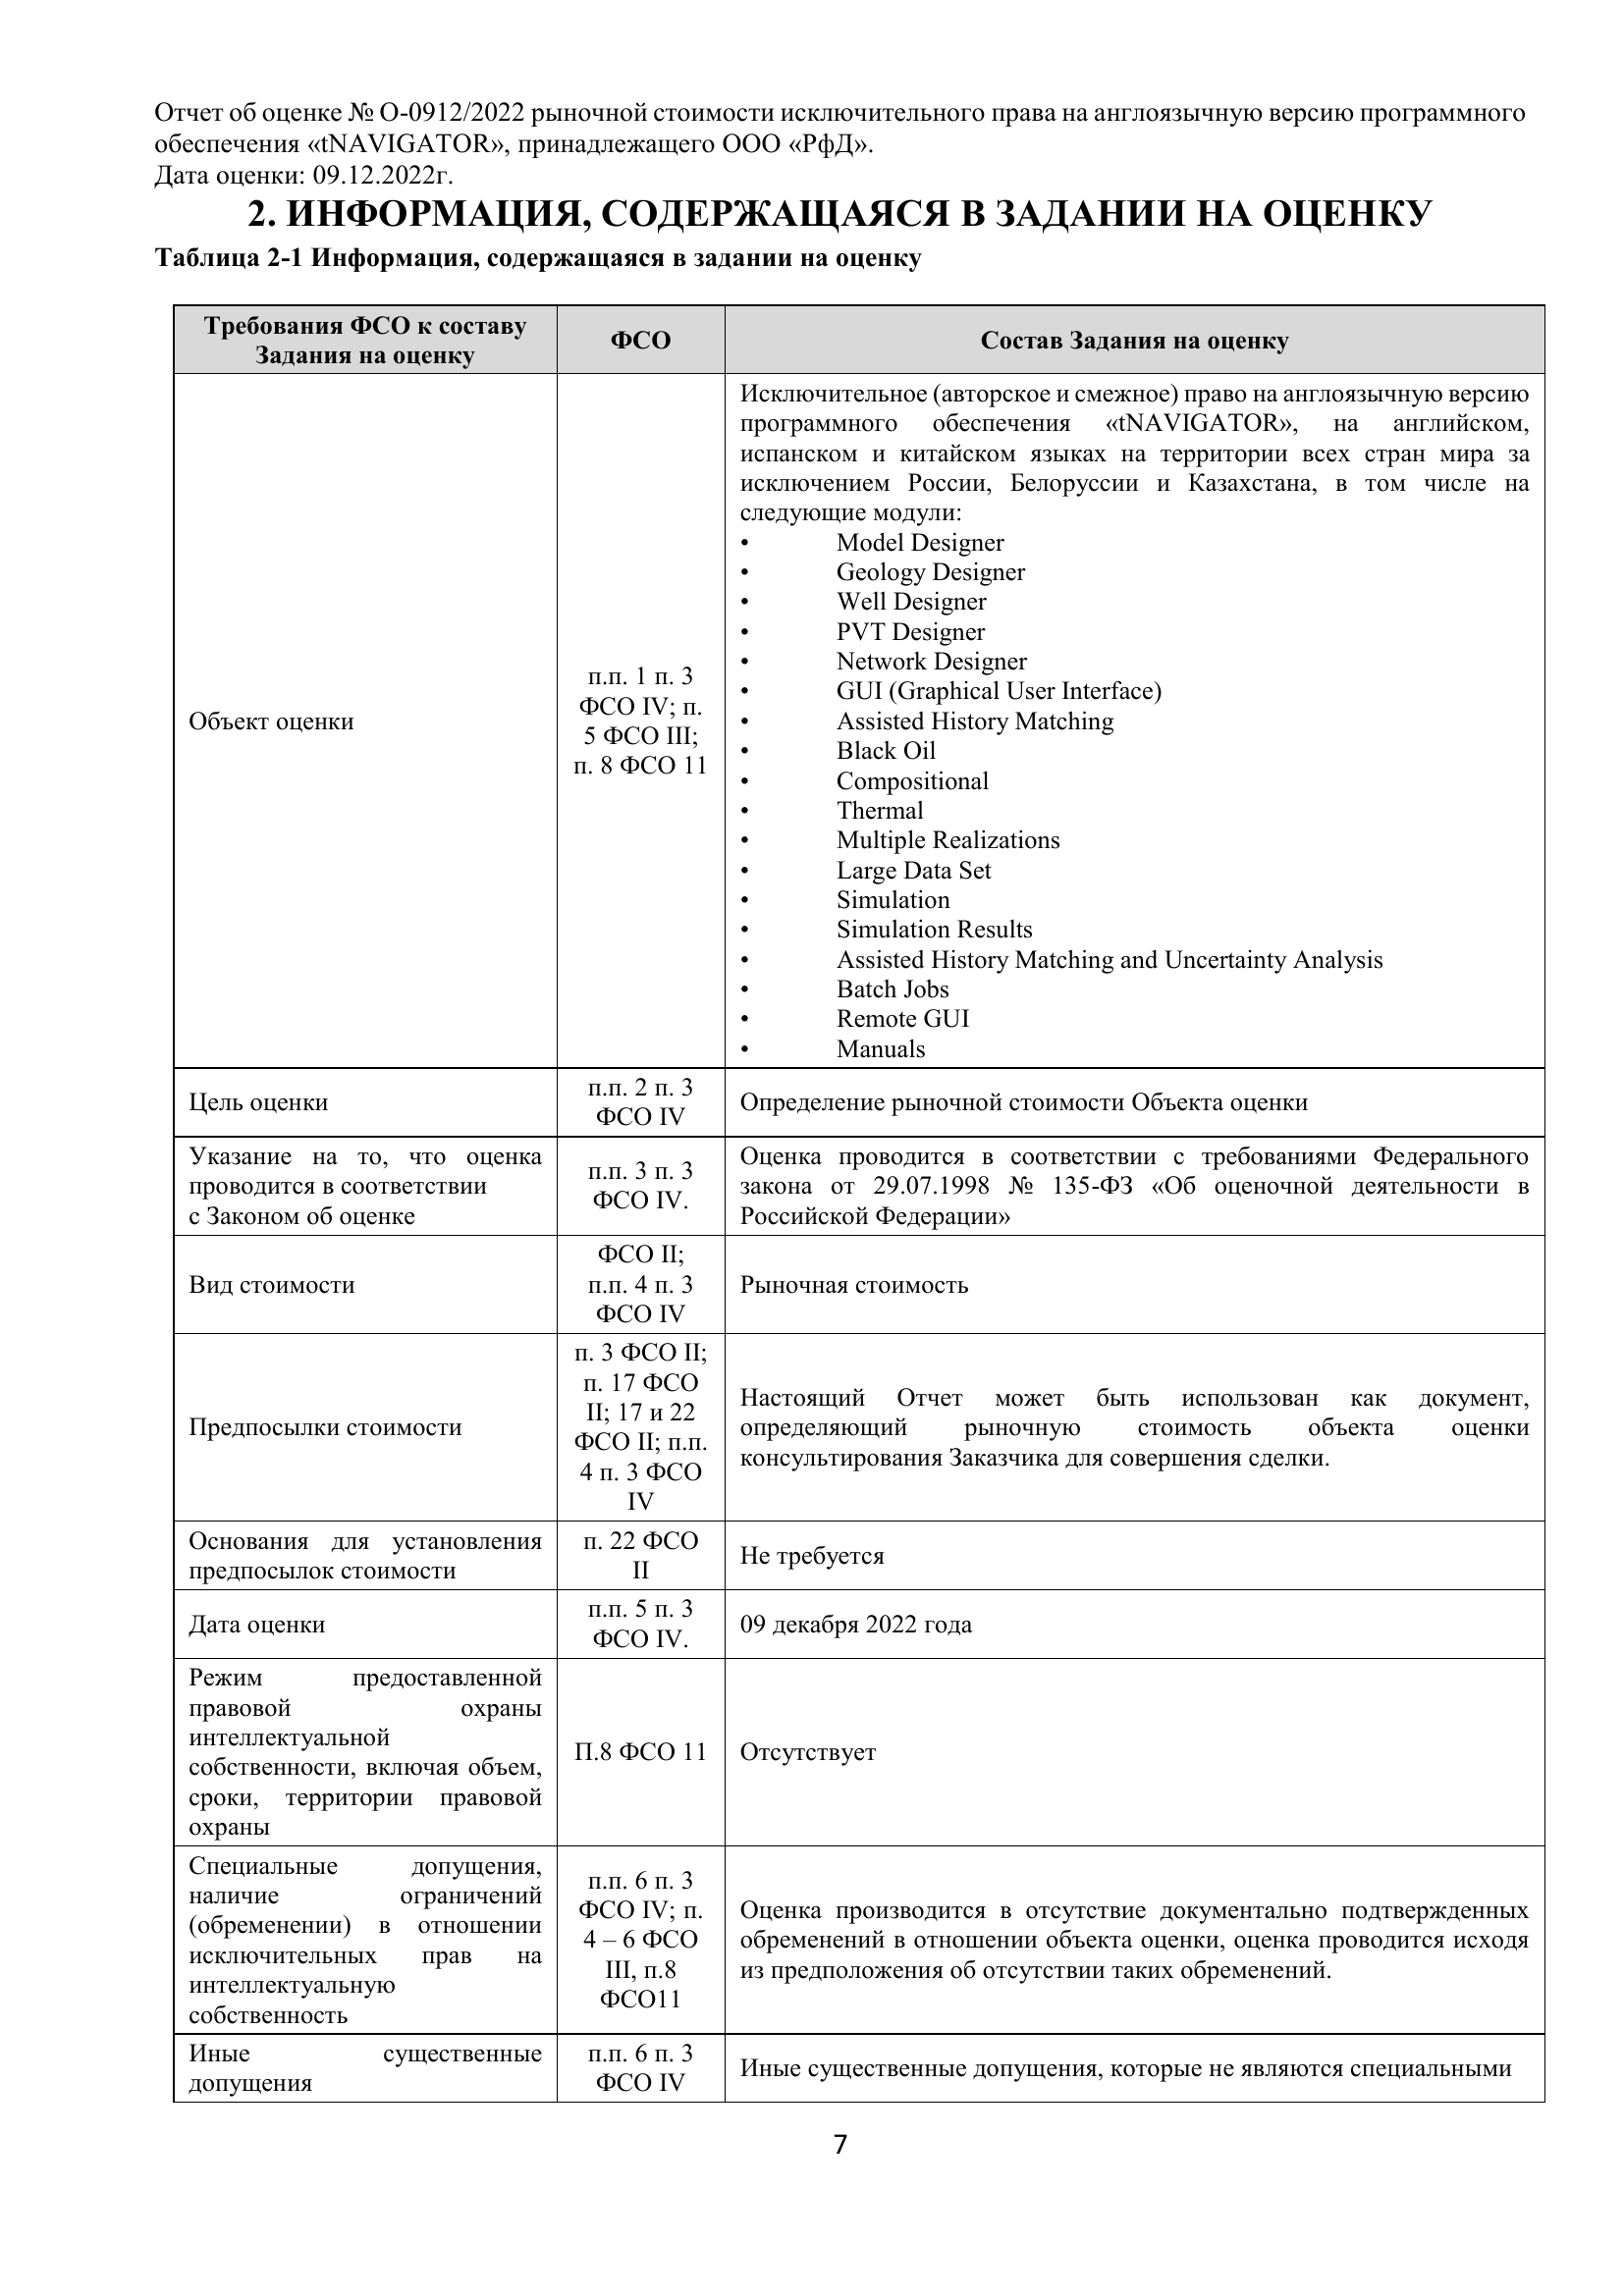 Отчет об оценке № О-0912/2022 рыночной стоимости исключительного права на англоязычную версию программного
обеспечения «tNAVIGATOR», принадлежащего ООО «РфД».
Дата оценки: 09.12.2022г.
2. ИНФОРМАЦИЯ, СОДЕРЖАЩАЯСЯ В ЗАДАНИИ НА ОЦЕНКУ
Таблица 2-1 Информация, содержащаяся в задании на оценку
Требования ФСО к составу
Задания на оценку
ФСО
Состав Задания на оценку
Объект оценки
п.п. 1 п. 3
ФСО IV; п.
5 ФСО III;
п. 8 ФСО 11
Исключительное (авторское и смежное) право на англоязычную версию
программного обеспечения «tNAVIGATOR», на английском,
испанском и китайском языках на территории всех стран мира за
исключением России, Белоруссии и Казахстана, в том числе на
следующие модули:
• Model Designer
• Geology Designer
• Well Designer
• PVT Designer
• Network Designer
• GUI (Graphical User Interface)
• Assisted History Matching
• Black Oil
• Compositional
• Thermal
• Multiple Realizations
• Large Data Set
• Simulation
• Simulation Results
• Assisted History Matching and Uncertainty Analysis
• Batch Jobs
• Remote GUI
• Manuals
Цель оценки
п.п. 2 п. 3
ФСО IV
Определение рыночной стоимости Объекта оценки
Указание на то, что оценка
проводится в соответствии
с Законом об оценке
п.п. 3 п. 3
ФСО IV.
Оценка проводится в соответствии с требованиями Федерального
закона от 29.07.1998 № 135-ФЗ «Об оценочной деятельности в
Российской Федерации»
Вид стоимости
ФСО II;
п.п. 4 п. 3
ФСО IV
Рыночная стоимость
Предпосылки стоимости
п. 3 ФСО II;
п. 17 ФСО
II; 17 и 22
ФСО II; п.п.
4 п. 3 ФСО
IV
Настоящий Отчет может быть использован как документ,
определяющий рыночную стоимость объекта оценки
консультирования Заказчика для совершения сделки.
Основания для установления
предпосылок стоимости
п. 22 ФСО
II
Не требуется
Дата оценки
п.п. 5 п. 3
ФСО IV.
09 декабря 2022 года
Режим предоставленной
правовой охраны
интеллектуальной
собственности, включая объем,
сроки, территории правовой
охраны
П.8 ФСО 11
Отсутствует
Специальные допущения,
наличие ограничений
(обременении) в отношении
исключительных прав на
интеллектуальную
собственность
п.п. 6 п. 3
ФСО IV; п.
4 – 6 ФСО
III, п.8
ФСО11
Оценка производится в отсутствие документально подтвержденных
обременений в отношении объекта оценки, оценка проводится исходя
из предположения об отсутствии таких обременений.
Иные существенные
допущения
п.п. 6 п. 3
ФСО IV
Иные существенные допущения, которые не являются специальными
7